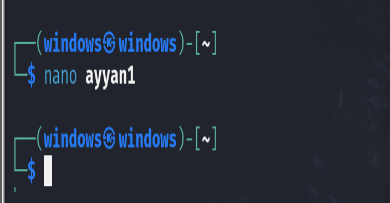 ┌──(windows㉿windows)-[~]
└─$ nano ayyan1
┌──(windows㉿windows)-[~]
└─$